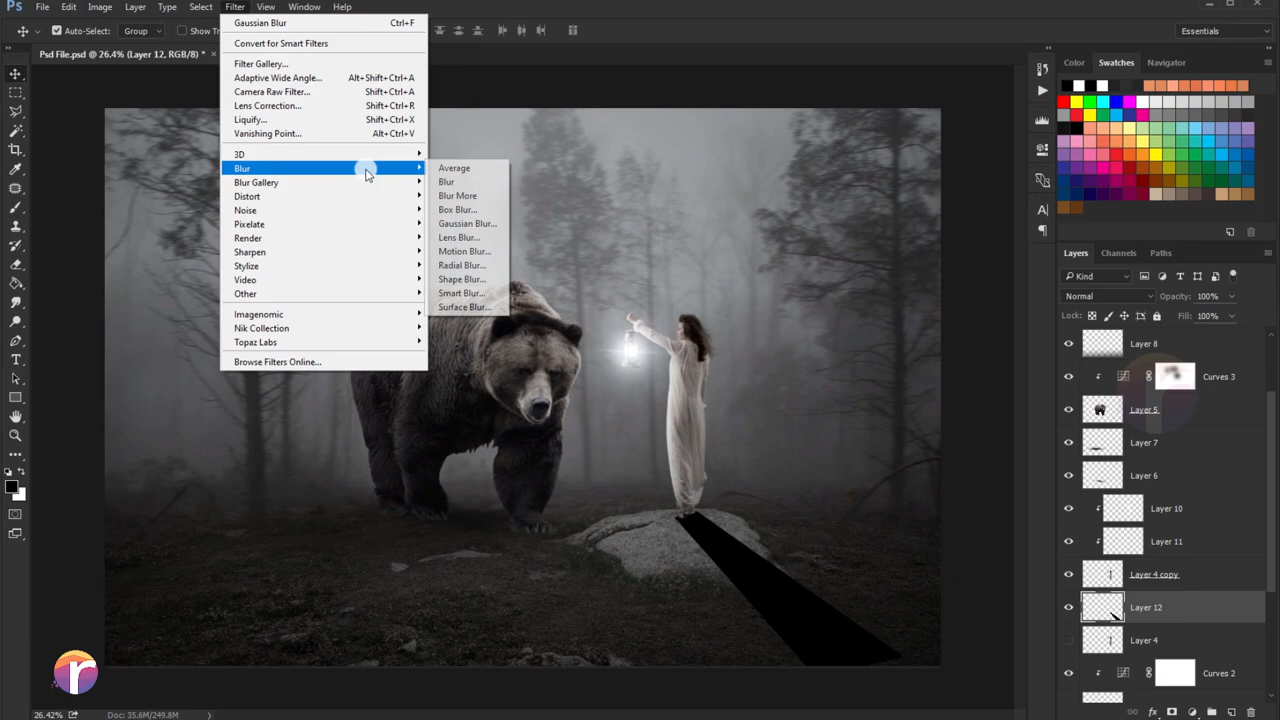 Ps File Edit Image Layer Type Select Filter View Window Help
Auto-Select: Group Show Tr Essentials
Psd File.psd @ 26.4% (Layer 12, RGB/8) * ×
Gaussian Blur Ctrl+F
Convert for Smart Filters
Filter Gallery...
Adaptive Wide Angle... Alt+Shift+Ctrl+A
Camera Raw Filter... Shift+Ctrl+A
Lens Correction... Shift+Ctrl+R
Liquify... Shift+Ctrl+X
Vanishing Point... Alt+Ctrl+V
3D
Blur
Blur Gallery
Distort
Noise
Pixelate
Render
Sharpen
Stylize
Video
Other
Imagenomic
Nik Collection
Topaz Labs
Browse Filters Online...
Average
Blur
Blur More
Box Blur...
Gaussian Blur...
Lens Blur...
Motion Blur...
Radial Blur...
Shape Blur...
Smart Blur...
Surface Blur...
Color Swatches Navigator
Layers Channels Paths
Kind
Normal Opacity: 100%
Lock: Fill: 100%
Layer 8
Curves 3
Layer 5
Layer 7
Layer 6
Layer 10
Layer 11
Layer 4 copy
Layer 12
Layer 4
Curves 2
26.42% Doc: 35.6M/249.8M